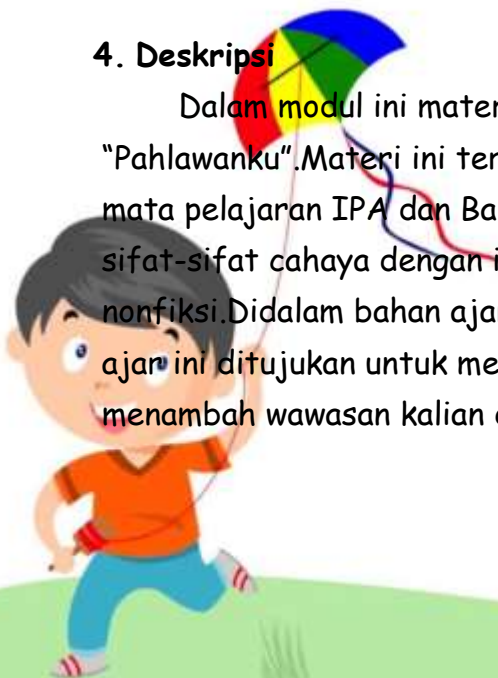 4. Deskripsi
Dalam modul ini mater
"Pahlawanku".Materi ini ter
mata pelajaran IPA dan Ba
sifat-sifat cahaya dengan i
nonfiksi.Didalam bahan aja
ajar ini ditujukan untuk me
menambah wawasan kalian